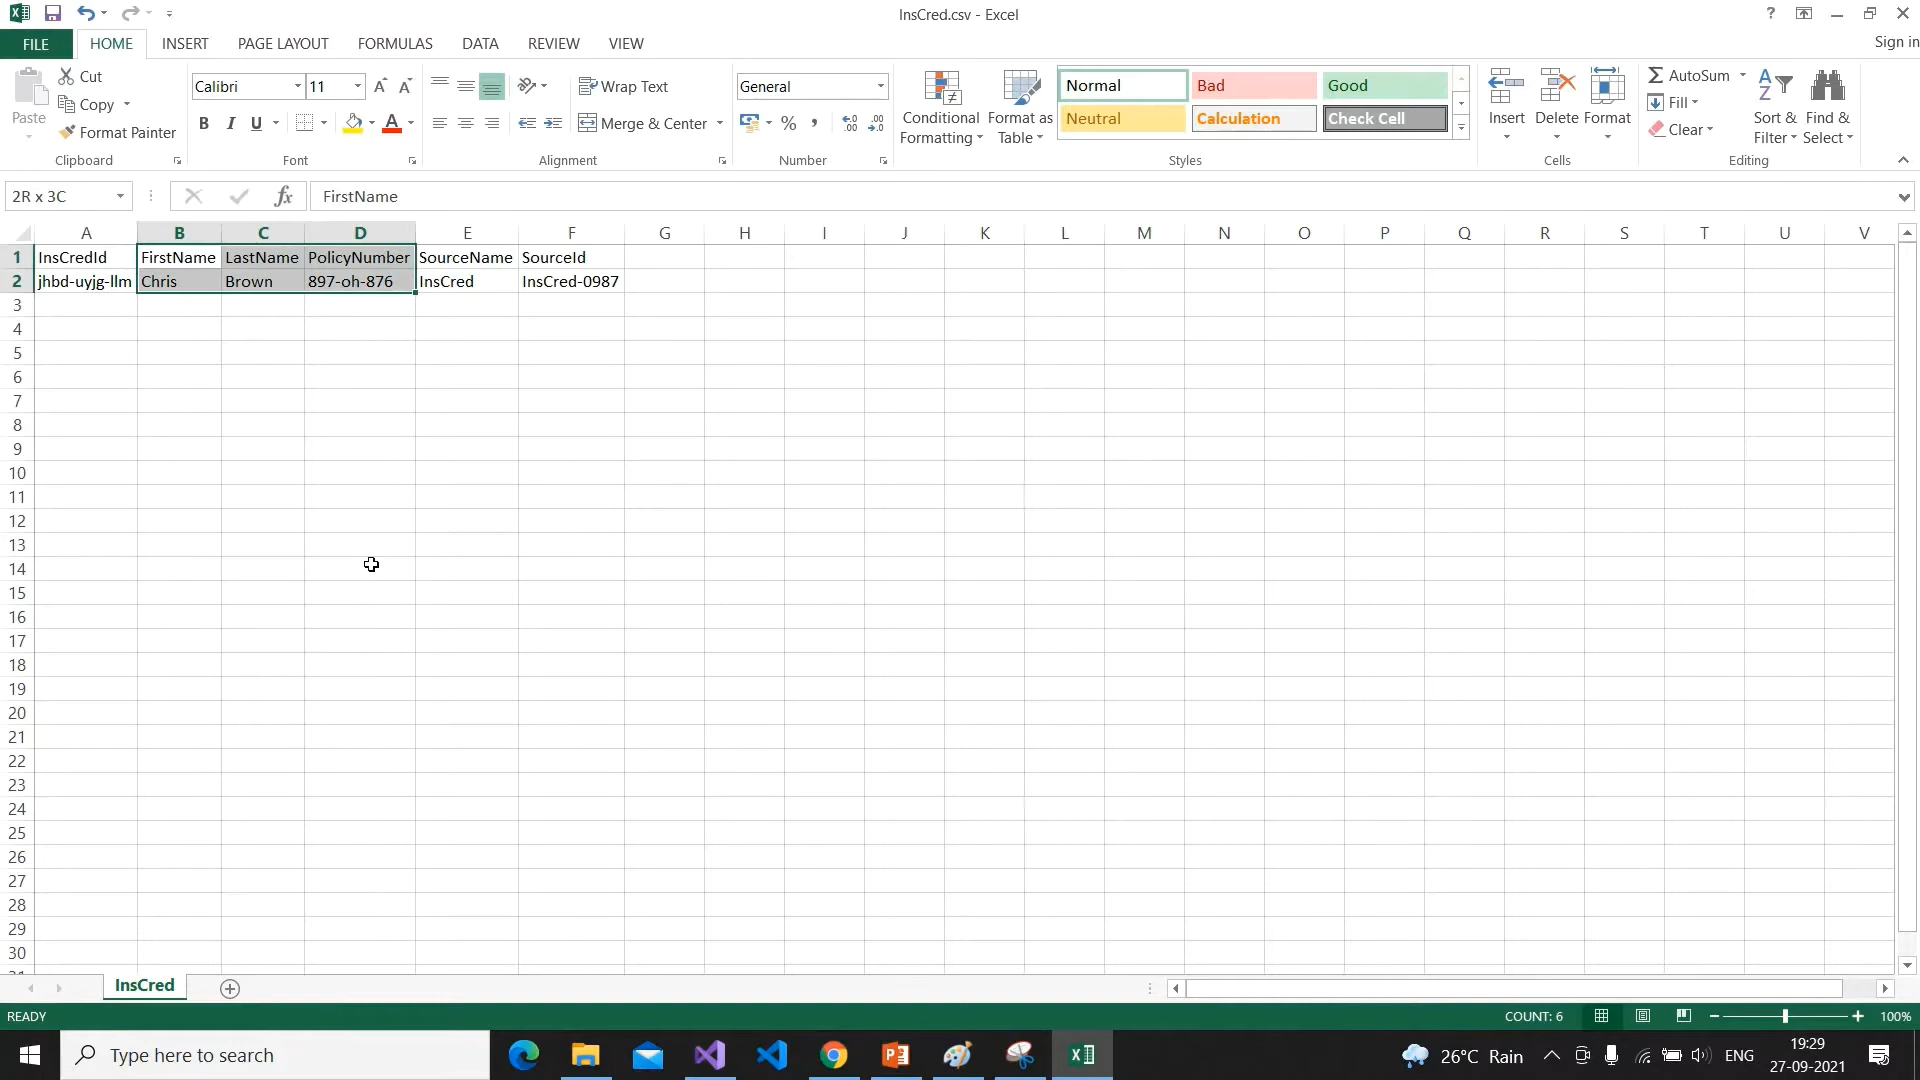 InsCred.csv - Excel
FILE HOME INSERT PAGE LAYOUT FORMULAS DATA REVIEW VIEW Sign in
Paste
Cut
Copy
Format Painter
Clipboard
Calibri 11
B I U
Font
Wrap Text
Merge & Center
Alignment
General
%
Number
Conditional Formatting
Format as Table
Normal Bad Good
Neutral Calculation Check Cell
Styles
Insert Delete Format
Cells
AutoSum
Fill
Clear
Sort & Filter
Find & Select
Editing
2R x 3C fx FirstName
A B C D E F G H I J K L M N O P Q R S T U V
1 InsCredId FirstName LastName PolicyNumber SourceName SourceId
2 jhbd-uyjg-llm Chris Brown 897-oh-876 InsCred InsCred-0987
3
4
5
6
7
8
9
10
11
12
13
14
15
16
17
18
19
20
21
22
23
24
25
26
27
28
29
30
InsCred
READY COUNT: 6 100%
Type here to search
26°C Rain
ENG
19:29
27-09-2021